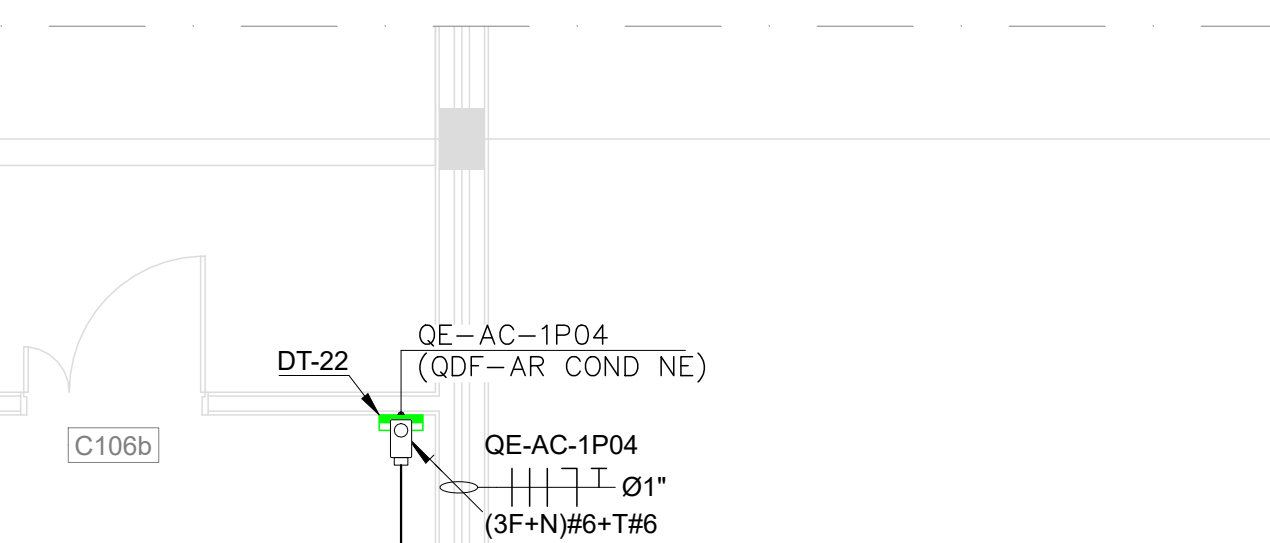 QE-AC-1P04
(QDF-AR COND NE)
DT-22
C106b
QE-AC-1P04
Ø1"
(3F+N)#6+T#6